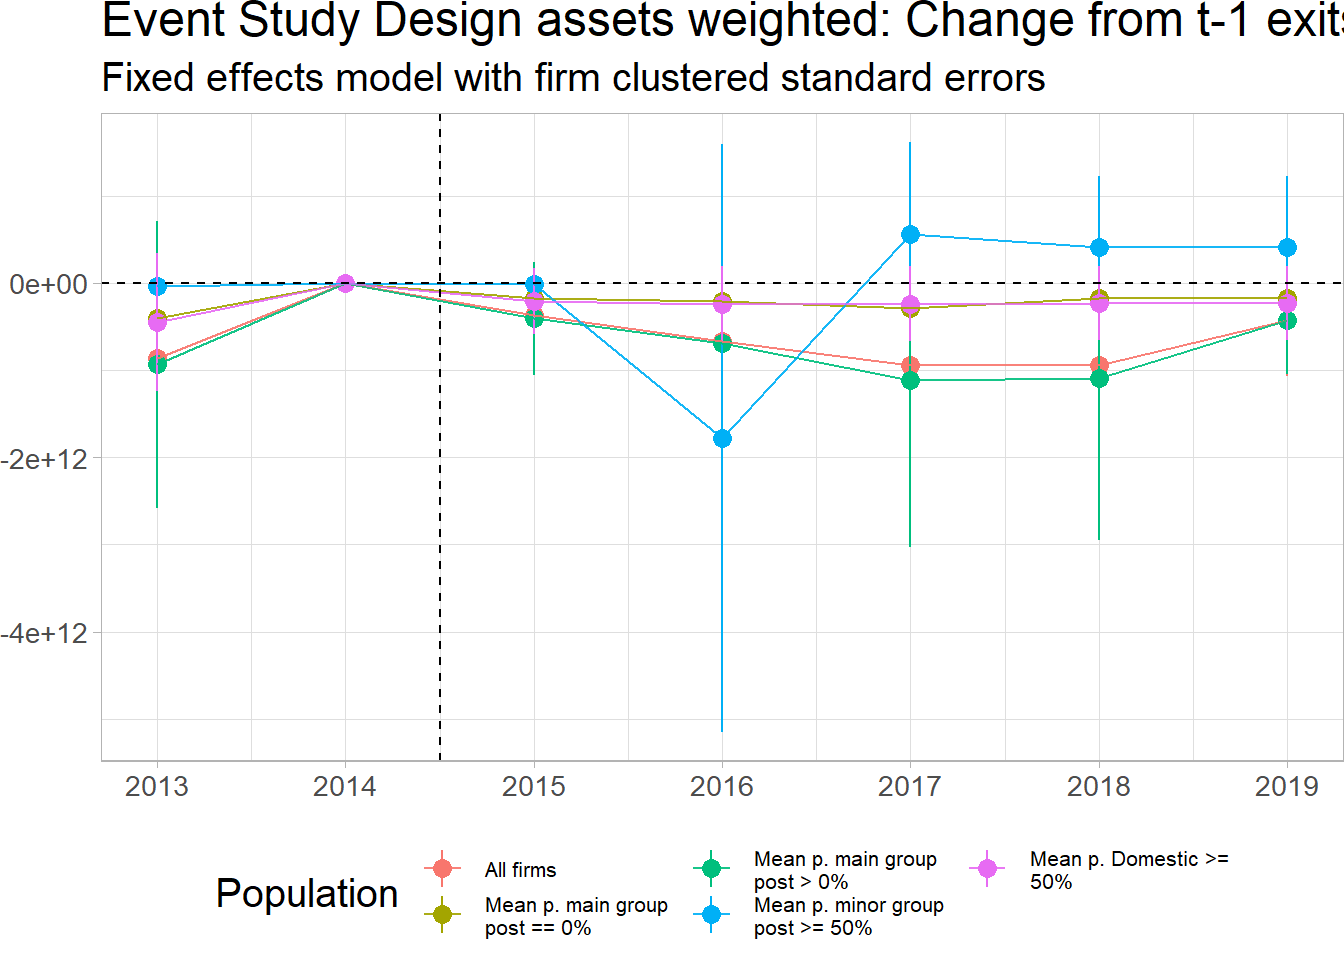 Event Study Design assets weighted: Change from t-1 exits
Fixed effects model with firm clustered standard errors
0e+00
-2e+12
-4e+12
2013 2014 2015 2016 2017 2018 2019
Population
All firms
Mean p. main group
post == 0%
Mean p. main group
post > 0%
Mean p. minor group
post >= 50%
Mean p. Domestic >=
50%